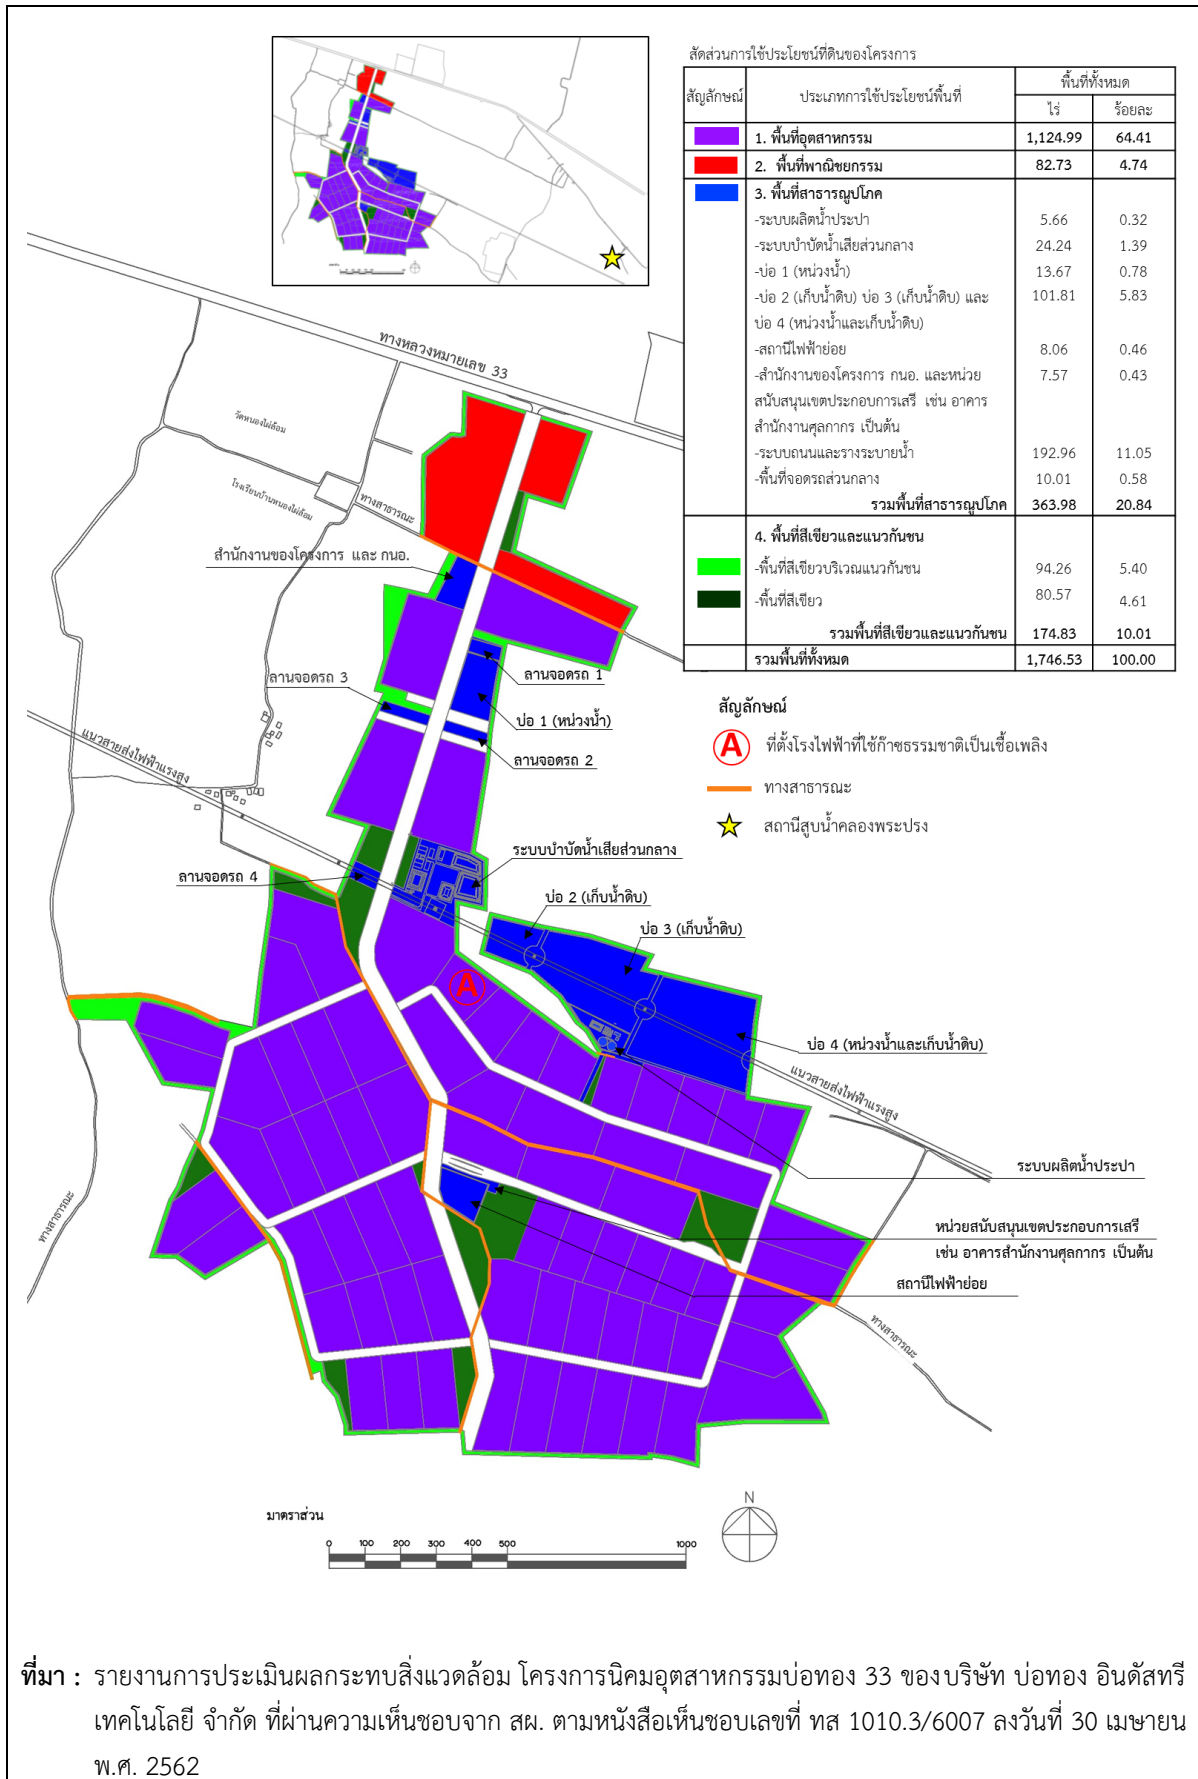 สัดส่วนการใช้ประโยชน์ที่ดินของโครงการ
สัญลักษณ์ ประเภทการใช้ประโยชน์พื้นที่ พื้นที่ทั้งหมด
ไร่ ร้อยละ
1. พื้นที่อุตสาหกรรม 1,124.99 64.41
2. พื้นที่พาณิชยกรรม 82.73 4.74
3. พื้นที่สาธารณูปโภค
-ระบบผลิตน้ำประปา 5.66 0.32
-ระบบบำบัดน้ำเสียส่วนกลาง 24.24 1.39
-บ่อ 1 (หน่วงน้ำ) 13.67 0.78
-บ่อ 2 (เก็บน้ำดิบ) บ่อ 3 (เก็บน้ำดิบ) และ 101.81 5.83
บ่อ 4 (หน่วงน้ำและเก็บน้ำดิบ)
-สถานีไฟฟ้าย่อย 8.06 0.46
-สำนักงานของโครงการ กนอ. และหน่วย 7.57 0.43
สนับสนุนเขตประกอบการเสรี เช่น อาคาร
สำนักงานศุลกากร เป็นต้น
-ระบบถนนและรางระบายน้ำ 192.96 11.05
-พื้นที่จอดรถส่วนกลาง 10.01 0.58
รวมพื้นที่สาธารณูปโภค 363.98 20.84
4. พื้นที่สีเขียวและแนวกันชน
-พื้นที่สีเขียวบริเวณแนวกันชน 94.26 5.40
-พื้นที่สีเขียว 80.57 4.61
รวมพื้นที่สีเขียวและแนวกันชน 174.83 10.01
รวมพื้นที่ทั้งหมด 1,746.53 100.00
สัญลักษณ์
A ที่ตั้งโรงไฟฟ้าที่ใช้ก๊าซธรรมชาติเป็นเชื้อเพลิง
ทางสาธารณะ
สถานีสูบน้ำคลองพระปรง
ทางหลวงหมายเลข 33
วัดหนองไผ่ล้อม
โรงเรียนบ้านหนองไผ่ล้อม
ทางสาธารณะ
สำนักงานของโครงการ และ กนอ.
ลานจอดรถ 1
ลานจอดรถ 3
บ่อ 1 (หน่วงน้ำ)
แนวสายส่งไฟฟ้าแรงสูง
ลานจอดรถ 2
ระบบบำบัดน้ำเสียส่วนกลาง
ลานจอดรถ 4
บ่อ 2 (เก็บน้ำดิบ)
บ่อ 3 (เก็บน้ำดิบ)
A
บ่อ 4 (หน่วงน้ำและเก็บน้ำดิบ)
แนวสายส่งไฟฟ้าแรงสูง
ระบบผลิตน้ำประปา
ทางสาธารณะ
หน่วยสนับสนุนเขตประกอบการเสรี
เช่น อาคารสำนักงานศุลกากร เป็นต้น
สถานีไฟฟ้าย่อย
ทางสาธารณะ
มาตราส่วน
N
0 100 200 300 400 500 1000
ที่มา : รายงานการประเมินผลกระทบสิ่งแวดล้อม โครงการนิคมอุตสาหกรรมบ่อทอง 33 ของบริษัท บ่อทอง อินดัสทรี
เทคโนโลยี จำกัด ที่ผ่านความเห็นชอบจาก สผ. ตามหนังสือเห็นชอบเลขที่ ทส 1010.3/6007 ลงวันที่ 30 เมษายน
พ.ศ. 2562